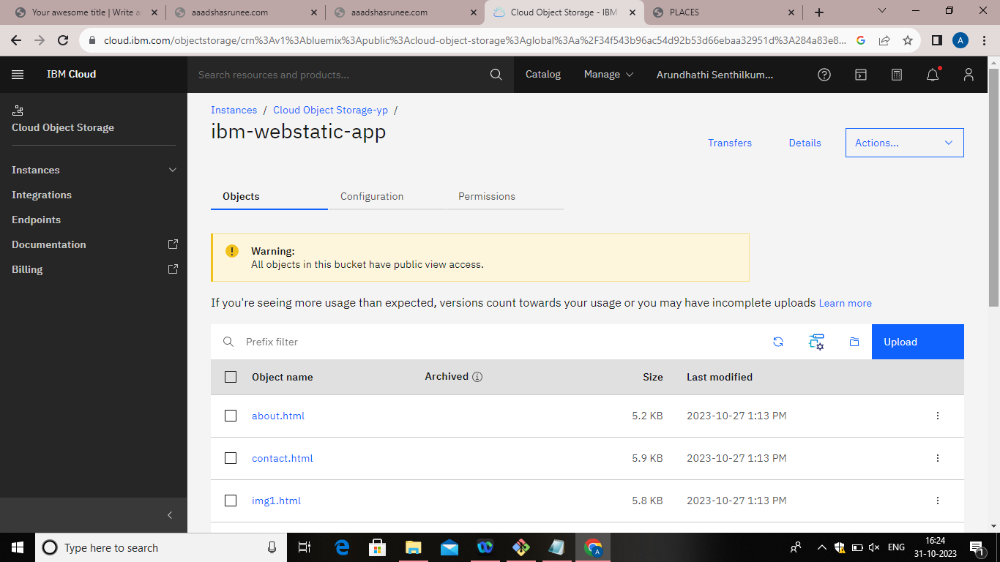 Your awesome title | Write a
aaadshasrunee.com
aaadshasrunee.com
Cloud Object Storage - IBM
PLACES
cloud.ibm.com/objectstorage/crn%3Av1%3Abluemix%3Apublic%3Acloud-object-storage%3Aglobal%3Aa%2F34f543b96ac54d92b53d66ebaa32951d%3A284a83e8...
A
IBM Cloud
Search resources and products...
Catalog
Manage
Arundhathi Senthilkum...
Cloud Object Storage
Instances
Integrations
Endpoints
Documentation
Billing
Instances / Cloud Object Storage-yp /
ibm-webstatic-app
Transfers
Details
Actions...
Objects
Configuration
Permissions
Warning:
All objects in this bucket have public view access.
If you're seeing more usage than expected, versions count towards your usage or you may have incomplete uploads Learn more
Prefix filter
Upload
Object name Archived Size Last modified
about.html 5.2 KB 2023-10-27 1:13 PM
contact.html 5.9 KB 2023-10-27 1:13 PM
img1.html 5.8 KB 2023-10-27 1:13 PM
Type here to search
A
ENG
16:24
31-10-2023
1